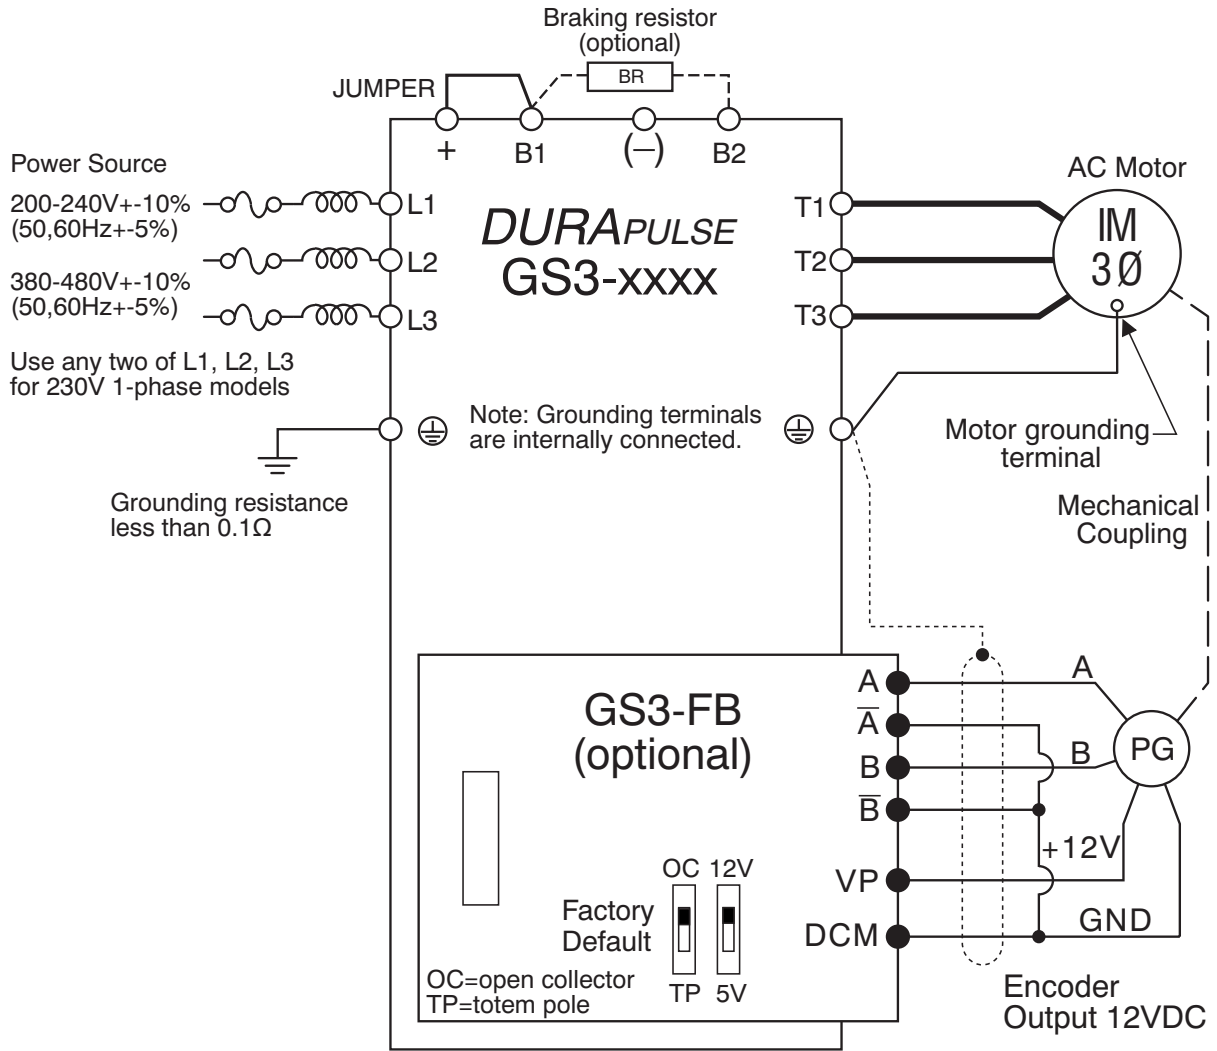 Braking resistor
(optional)
BR
JUMPER
+
B1
(−)
B2
Power Source
200-240V+-10%
(50,60Hz+-5%)
380-480V+-10%
(50,60Hz+-5%)
Use any two of L1, L2, L3
for 230V 1-phase models
L1
L2
L3
DURAPULSE
GS3-xxxx
T1
T2
T3
AC Motor
IM
3Ø
Note: Grounding terminals
are internally connected.
Motor grounding
terminal
Grounding resistance
less than 0.1Ω
Mechanical
Coupling
GS3-FB
(optional)
A
A̅
B
B̅
VP
DCM
A
B
PG
+12V
GND
OC 12V
Factory
Default
TP 5V
OC=open collector
TP=totem pole
Encoder
Output 12VDC